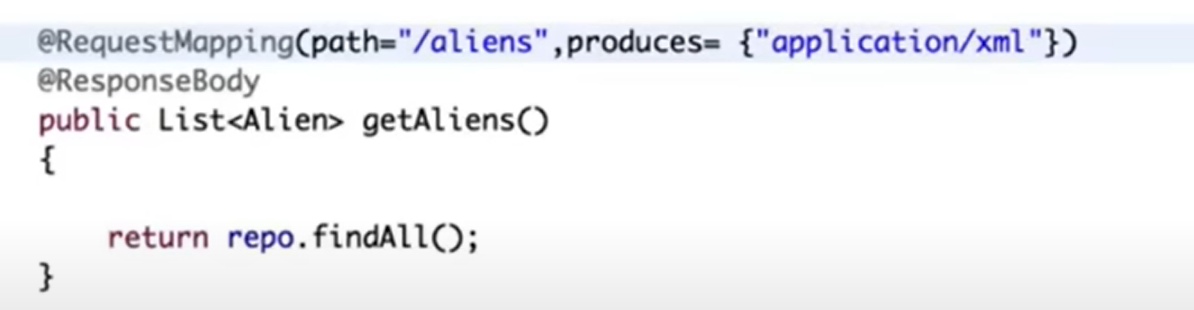 @RequestMapping(path="/aliens",produces= {"application/xml"})
@ResponseBody
public List<Alien> getAliens()
{
return repo.findAll();
}